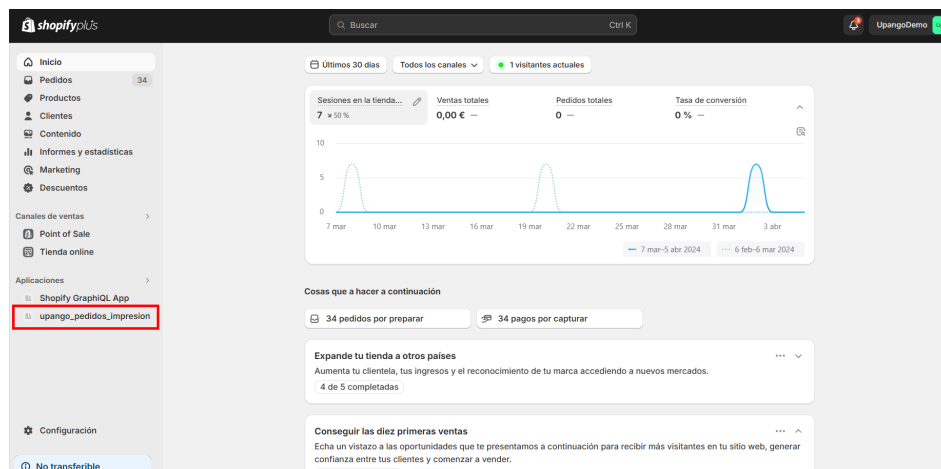 shopifyplus
Buscar
Ctrl K
UpangoDemo
Inicio
Pedidos 34
Productos
Clientes
Contenido
Informes y estadísticas
Marketing
Descuentos
Canales de ventas
Point of Sale
Tienda online
Aplicaciones
Shopify GraphiQL App
upango_pedidos_impresion
Configuración
No transferible
Últimos 30 días
Todos los canales
1 visitantes actuales
Sesiones en la tienda...
7 50 %
Ventas totales
0,00 € —
Pedidos totales
0 —
Tasa de conversión
0 % —
10
5
0
7 mar 10 mar 13 mar 16 mar 19 mar 22 mar 25 mar 28 mar 31 mar 3 abr
7 mar–5 abr 2024
6 feb–6 mar 2024
Cosas que a hacer a continuación
34 pedidos por preparar
34 pagos por capturar
Expande tu tienda a otros países
Aumenta tu clientela, tus ingresos y el reconocimiento de tu marca accediendo a nuevos mercados.
4 de 5 completadas
Conseguir las diez primeras ventas
Echa un vistazo a las oportunidades que te presentamos a continuación para recibir más visitantes en tu sitio web, generar
confianza entre tus clientes y comenzar a vender.